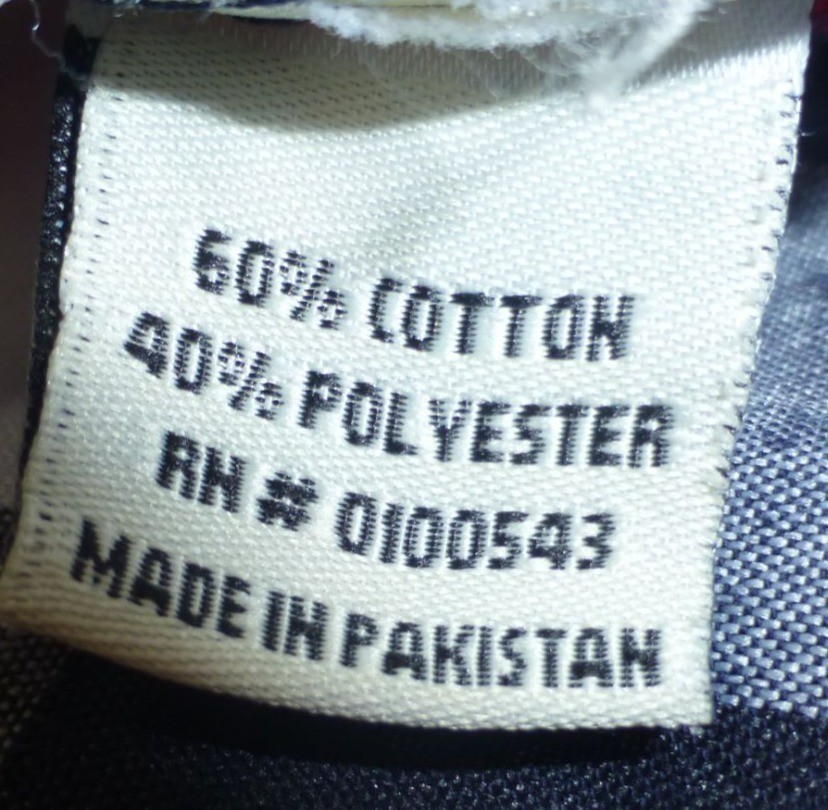 60% COTTON
40% POLYESTER
RN # 0100543
MADE IN PAKISTAN